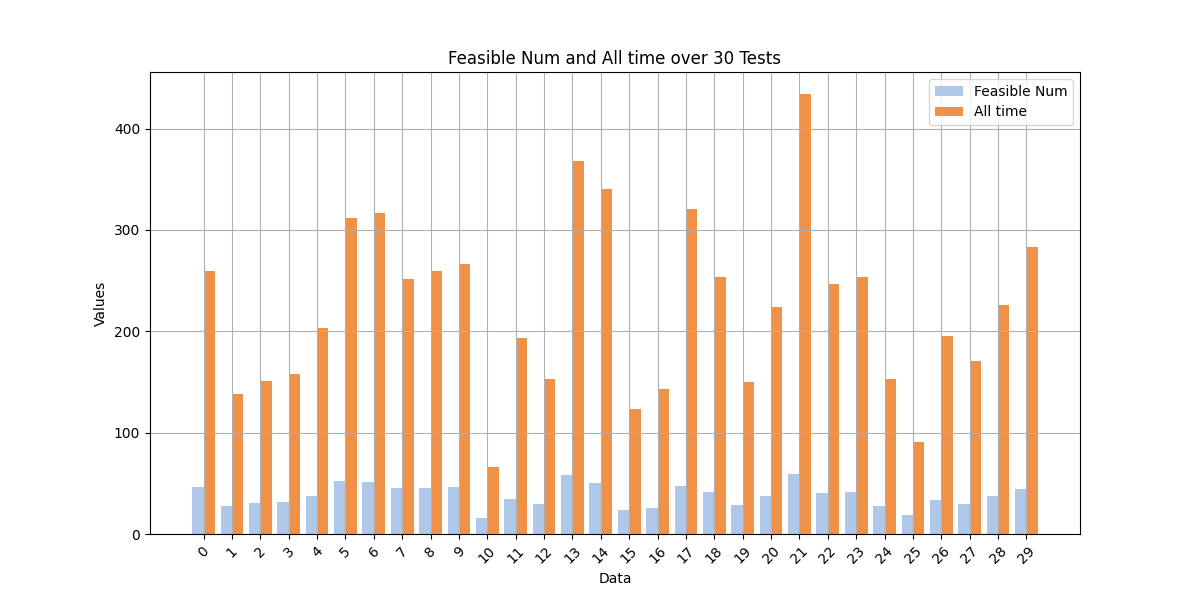 Feasible Num and All time over 30 Tests
Feasible Num
All time
Values
400
300
200
100
0
0 1 2 3 4 5 6 7 8 9 10 11 12 13 14 15 16 17 18 19 20 21 22 23 24 25 26 27 28 29
Data